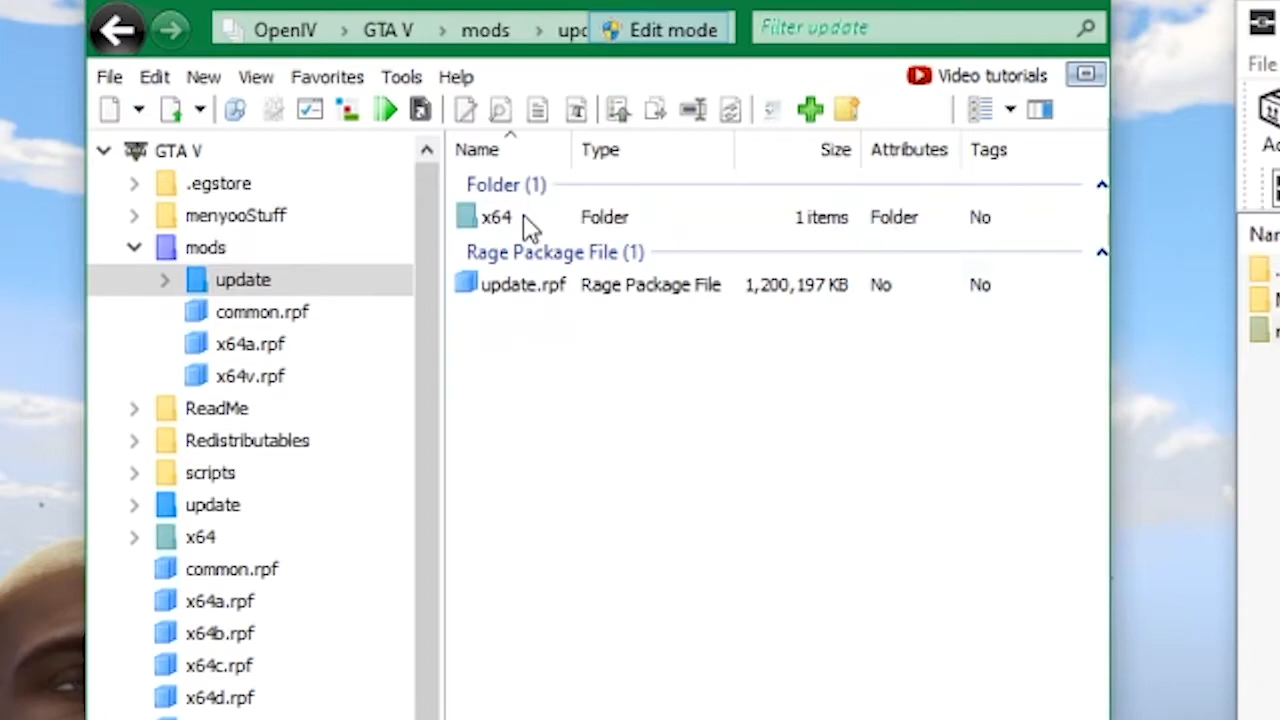 OpenIV > GTA V > mods > upd Edit mode Filter update
File Edit New View Favorites Tools Help Video tutorials
GTA V
.egstore
menyooStuff
mods
update
common.rpf
x64a.rpf
x64v.rpf
ReadMe
Redistributables
scripts
update
x64
common.rpf
x64a.rpf
x64b.rpf
x64c.rpf
x64d.rpf
Name Type Size Attributes Tags
Folder (1)
x64 Folder 1 items Folder No
Rage Package File (1)
update.rpf Rage Package File 1,200,197 KB No No
File
Nar